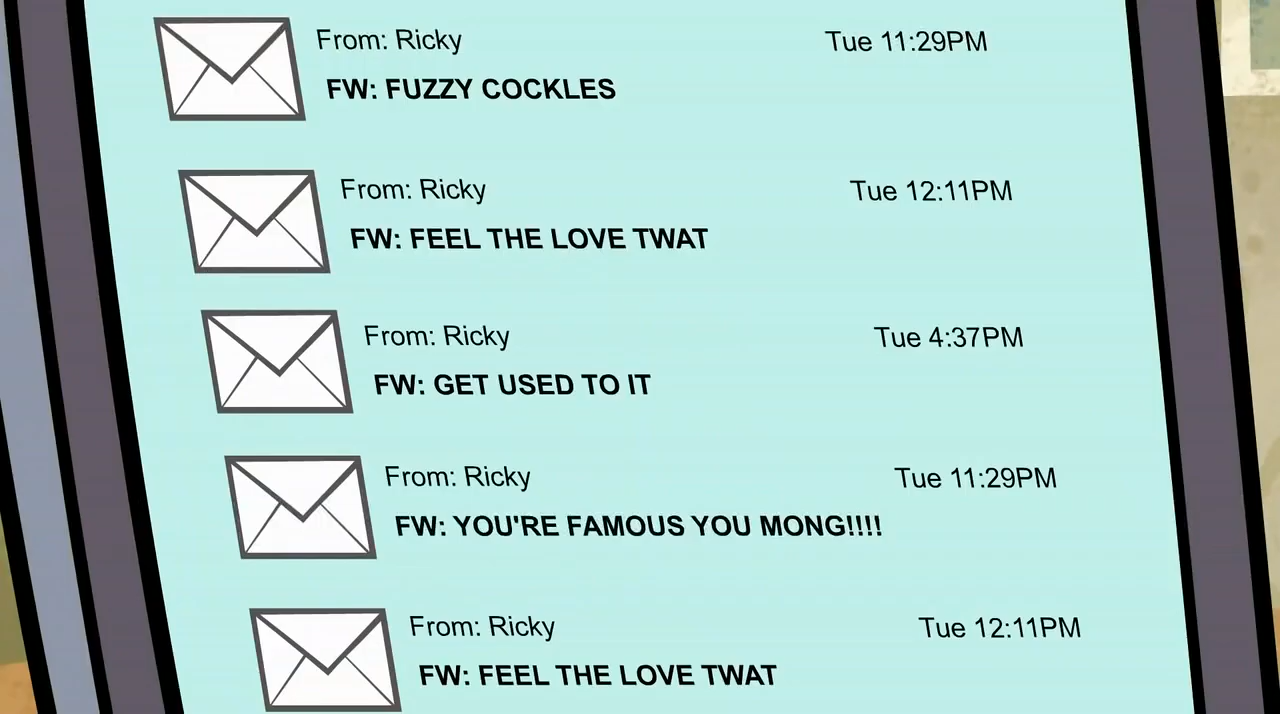 From: Ricky Tue 11:29PM
FW: FUZZY COCKLES
From: Ricky Tue 12:11PM
FW: FEEL THE LOVE TWAT
From: Ricky Tue 4:37PM
FW: GET USED TO IT
From: Ricky Tue 11:29PM
FW: YOU'RE FAMOUS YOU MONG!!!!
From: Ricky Tue 12:11PM
FW: FEEL THE LOVE TWAT